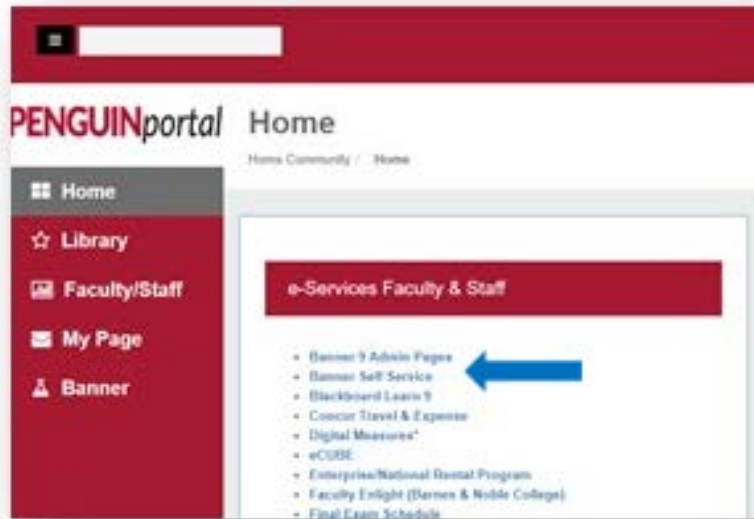 PENGUINportal
Home
Home Community / Home
Home
Library
Faculty/Staff
My Page
Banner
e-Services Faculty & Staff
Banner 9 Admin Pages
Banner Self Service
Blackboard Learn 9
Concur Travel & Expense
Digital Measures*
eCUBE
Enterprise/National Rental Program
Faculty Enlight (Barnes & Noble College)
Final Exam Schedule